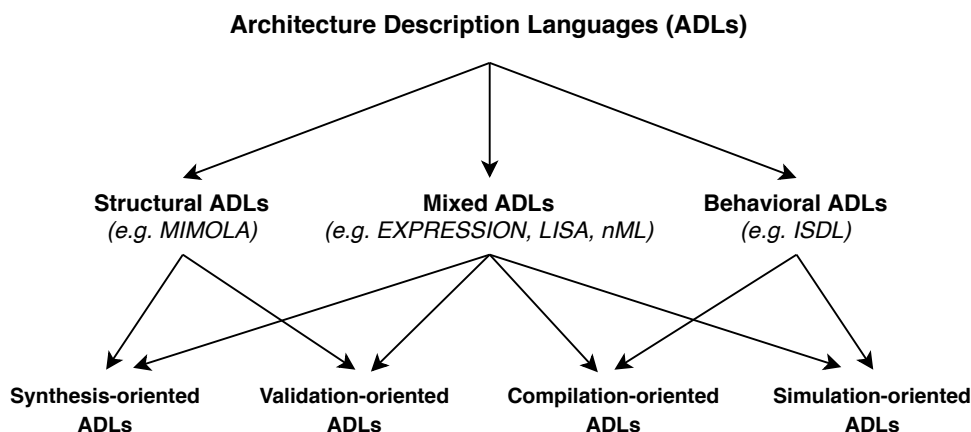 Architecture Description Languages (ADLs)
Structural ADLs
(e.g. MIMOLA)
Mixed ADLs
(e.g. EXPRESSION, LISA, nML)
Behavioral ADLs
(e.g. ISDL)
Synthesis-oriented
ADLs
Validation-oriented
ADLs
Compilation-oriented
ADLs
Simulation-oriented
ADLs